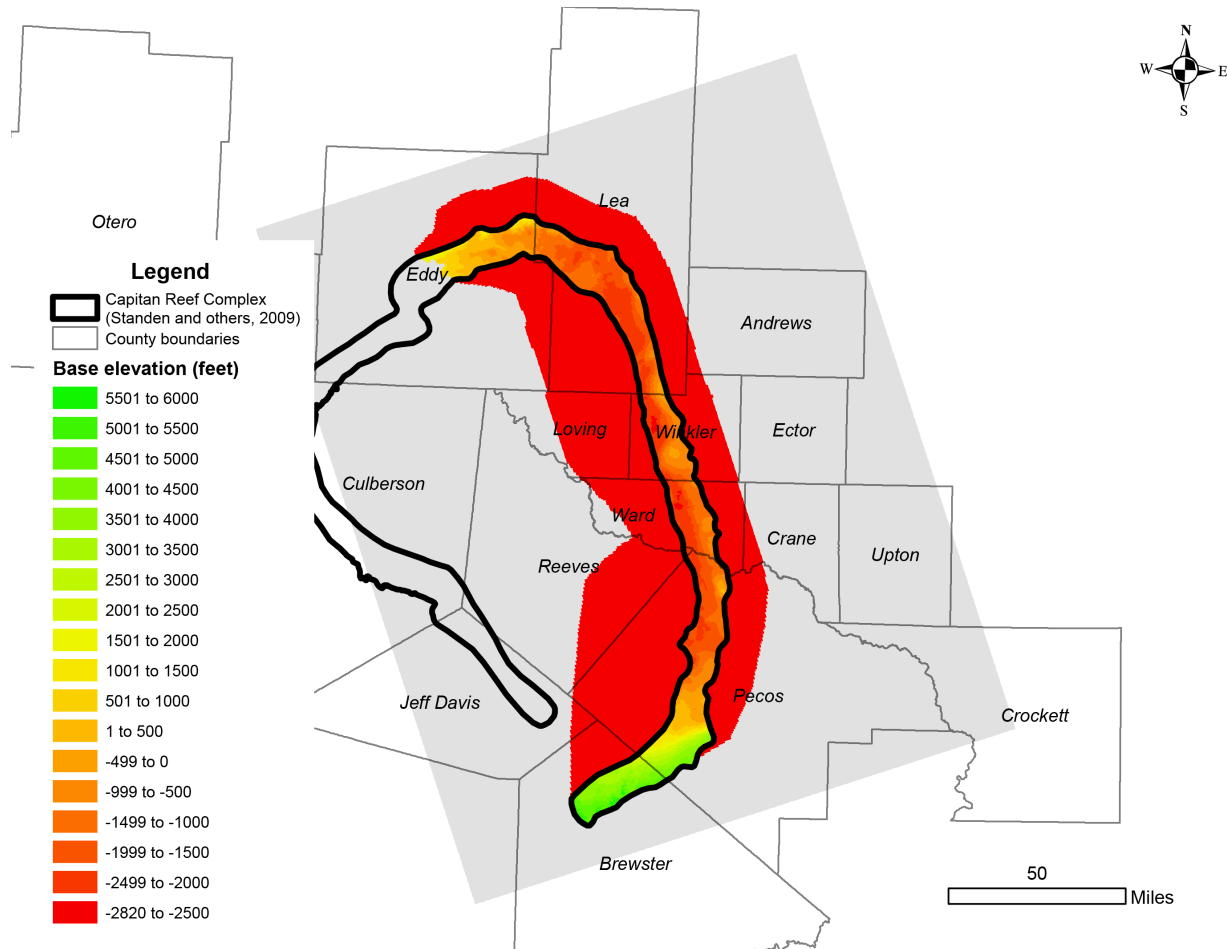 N
W
E
S
Lea
Otero
Legend
Eddy
Capitan Reef Complex
(Standen and others, 2009)
County boundaries
Andrews
Base elevation (feet)
5501 to 6000
5001 to 5500
4501 to 5000
4001 to 4500
3501 to 4000
3001 to 3500
2501 to 3000
2001 to 2500
1501 to 2000
1001 to 1500
501 to 1000
1 to 500
-499 to 0
-999 to -500
-1499 to -1000
-1999 to -1500
-2499 to -2000
-2820 to -2500
Loving
Winkler
Ector
Culberson
Ward
Crane
Reeves
Upton
Jeff Davis
Pecos
Crockett
Brewster
50
Miles